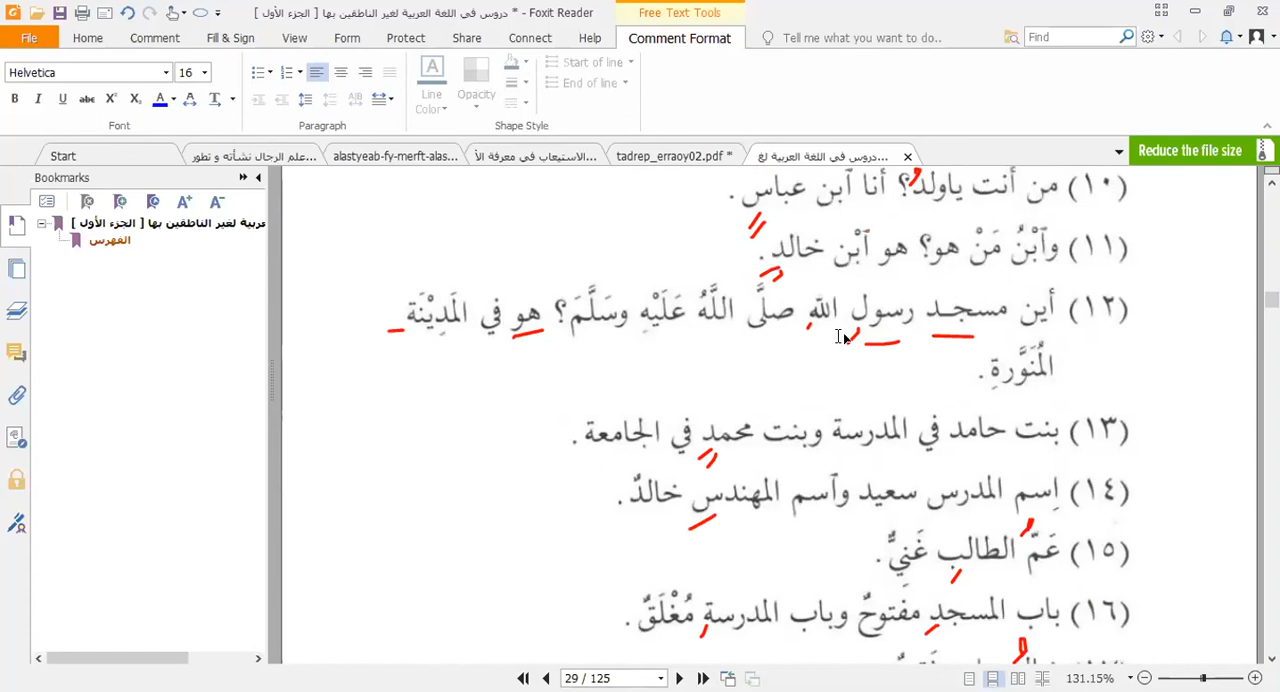 دروس في اللغة العربية لغير الناطقين بها [ الجزء الأول ] * - Foxit Reader
Free Text Tools
File Home Comment Fill & Sign View Form Protect Share Connect Help Comment Format Tell me what you want to do.. Find
Helvetica 16
Start of line
End of line
Line Color
Opacity
Font Paragraph Shape Style
Start
علم الرجال نشأته و تطور...
alastyeab-fy-merft-alas...
الاستيعاب في معرفة الأ...
tadrep_erraoy02.pdf *
دروس في اللغة العربية لغ...
Reduce the file size
Bookmarks
عربية لغير الناطقين بها [ الجزء الأول ]
الفهرس
(١٠) من أنت ياولدُ؟ أنا ٱبن عباس .
(١١) وٱبْنُ مَنْ هو؟ هو ٱبْن خالد .
(١٢) أين مسجد رسول الله صلَّى اللَّهُ عَلَيْهِ وسَلَّمَ؟ هو في المَدِيْنَة
المُنَوَّرةِ .
(١٣) بنت حامد في المدرسة وبنت محمد في الجامعة .
(١٤) اِسم المدرس سعيد وٱسم المهندسِ خالدٌ .
(١٥) عَمّ الطالبِ غَنِيٌّ .
(١٦) باب المسجدِ مفتوحٌ وباب المدرسةِ مُغْلَقٌ .
29 / 125
131.15%